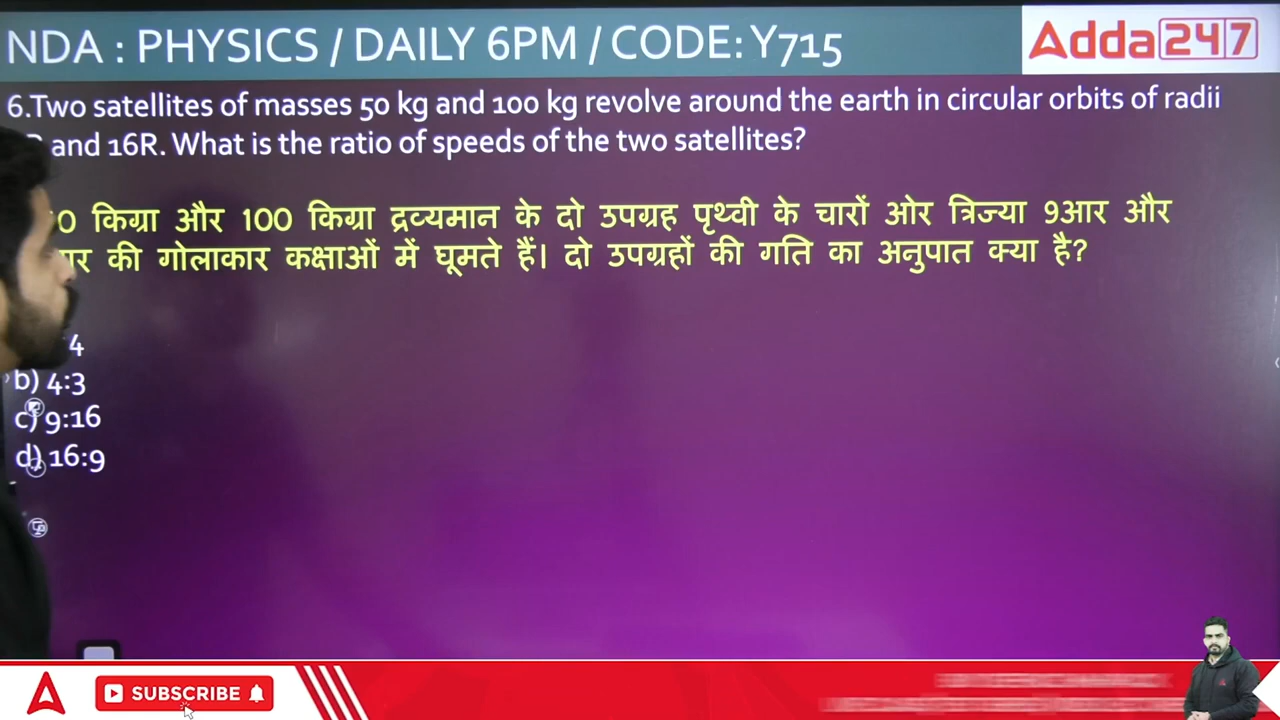 NDA : PHYSICS / DAILY 6PM / CODE: Y715
Adda247
6.Two satellites of masses 50 kg and 100 kg revolve around the earth in circular orbits of radii
and 16R. What is the ratio of speeds of the two satellites?
किग्रा और 100 किग्रा द्रव्यमान के दो उपग्रह पृथ्वी के चारों ओर त्रिज्या 9आर और
की गोलाकार कक्षाओं में घूमते हैं। दो उपग्रहों की गति का अनुपात क्या है?
4
b) 4:3
c) 9:16
d) 16:9
SUBSCRIBE